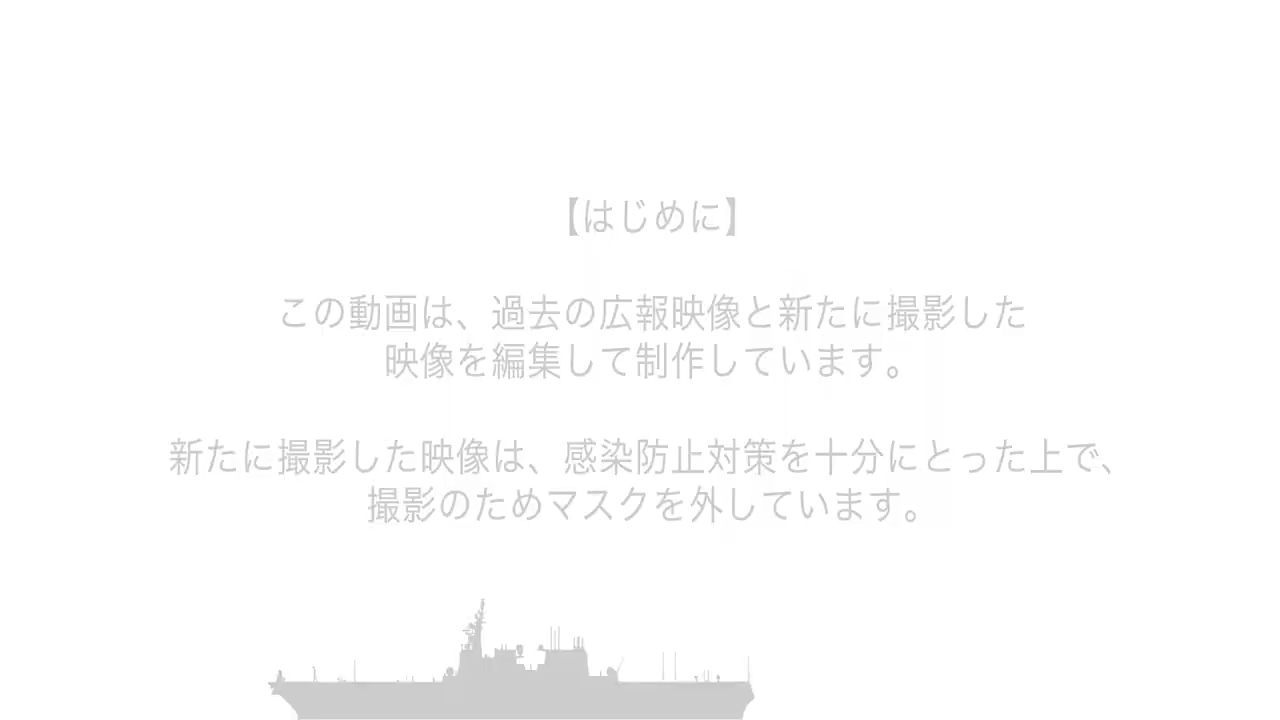 【はじめに】
この動画は、過去の広報映像と新たに撮影した
映像を編集して制作しています。
新たに撮影した映像は、感染防止対策を十分にとった上で、
撮影のためマスクを外しています。